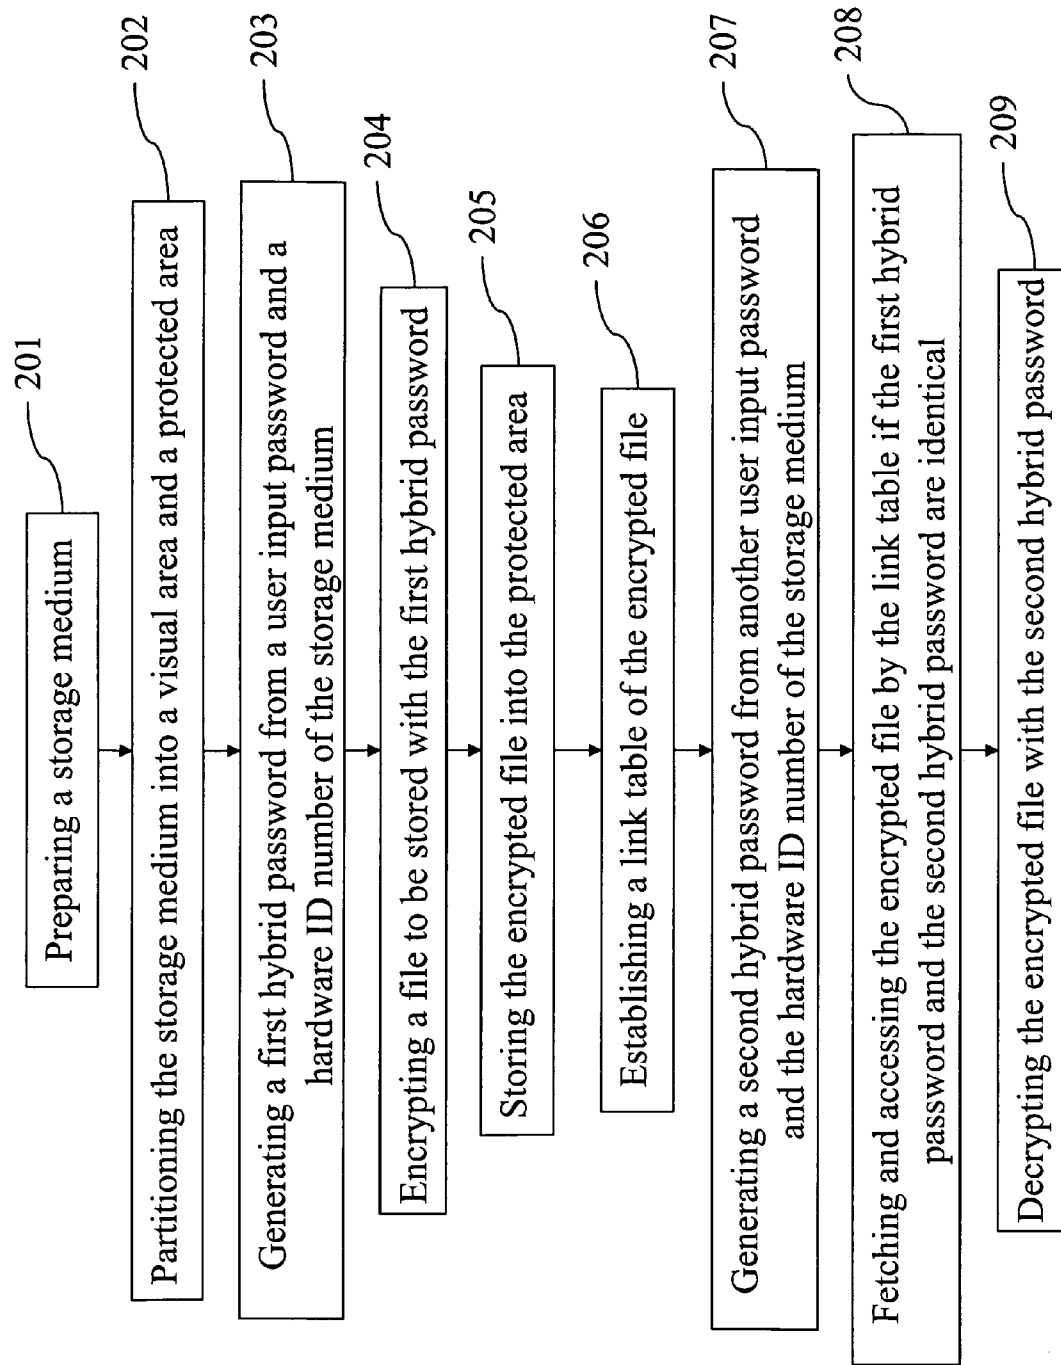 201
Preparing a storage medium
202
Partitioning the storage medium into a visual area and a protected area
203
Generating a first hybrid password from a user input password and a
hardware ID number of the storage medium
204
Encrypting a file to be stored with the first hybrid password
205
Storing the encrypted file into the protected area
206
Establishing a link table of the encrypted file
207
Generating a second hybrid password from another user input password
and the hardware ID number of the storage medium
208
Fetching and accessing the encrypted file by the link table if the first hybrid
password and the second hybrid password are identical
209
Decrypting the encrypted file with the second hybrid password